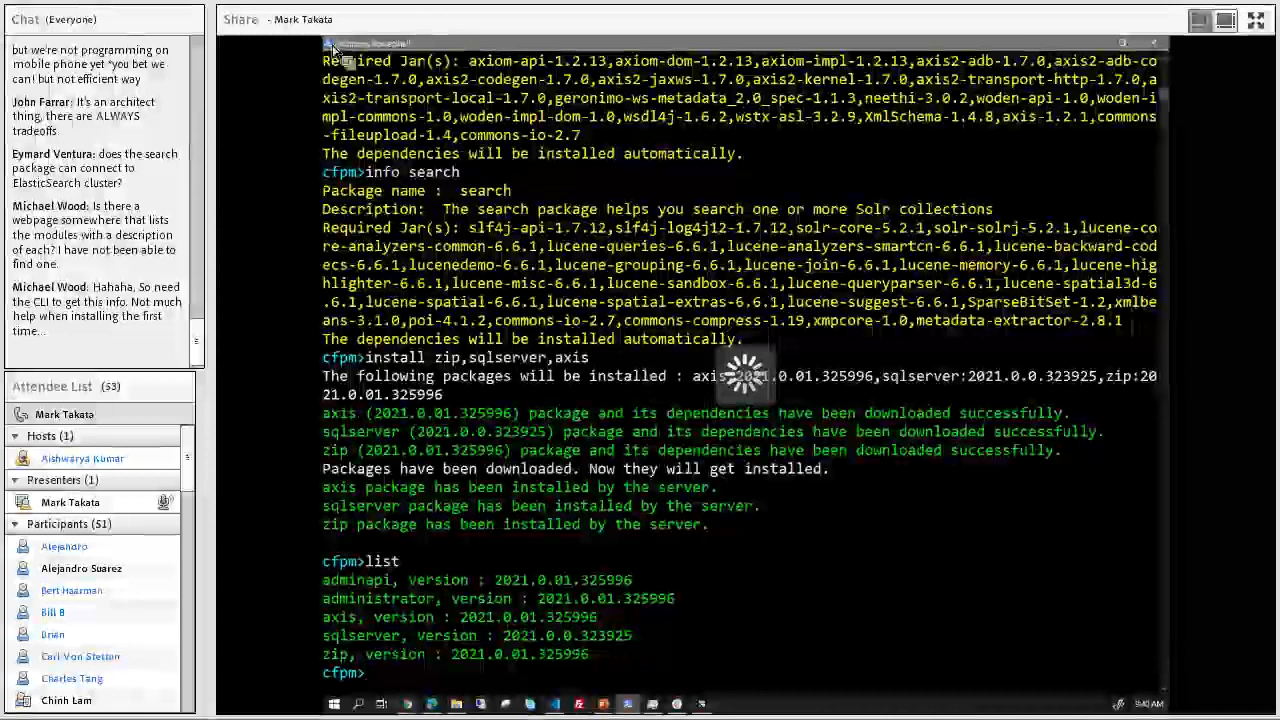 Chat (Everyone)
but we're not programming on
mobile phone yet "you bet we
can! but not efficient way
John Farrar: It's an architect
thing, there are ALWAYS
tradeoffs.
Eymard Ventura: does the search
package can connect to
ElasticSearch cluster?
Michael Wood: Is there a
webpage somewhere that lists
the modules with a description
of each? I have not been able to
find one.
Michael Wood: Hahaha, So need
the CLI to get this info. Not much
help when installing the first
time...
Attendee List (53)
Mark Takata
Hosts (1)
Aishwarya Kumar
Presenters (1)
Mark Takata
Participants (51)
Alejandro
Alejandro Suarez
Bert Haarman
Bill B
Brian
Carl Von Stetten
Charles Tang
Chinh Lam
Share - Mark Takata
Required Jar(s): axiom-api-1.2.13,axiom-dom-1.2.13,axiom-impl-1.2.13,axis2-adb-1.7.0,axis2-adb-co
degen-1.7.0,axis2-codegen-1.7.0,axis2-jaxws-1.7.0,axis2-kernel-1.7.0,axis2-transport-http-1.7.0,a
xis2-transport-local-1.7.0,geronimo-ws-metadata_2.0_spec-1.1.3,neethi-3.0.2,woden-api-1.0,woden-i
mpl-commons-1.0,woden-impl-dom-1.0,wsdl4j-1.6.2,wstx-asl-3.2.9,XmlSchema-1.4.8,axis-1.2.1,commons
-fileupload-1.4,commons-io-2.7
The dependencies will be installed automatically.
cfpm>info search
Package name : search
Description: The search package helps you search one or more Solr collections
Required Jar(s): slf4j-api-1.7.12,slf4j-log4j12-1.7.12,solr-core-5.2.1,solr-solrj-5.2.1,lucene-co
re-analyzers-common-6.6.1,lucene-queries-6.6.1,lucene-analyzers-smartcn-6.6.1,lucene-backward-cod
ecs-6.6.1,lucenedemo-6.6.1,lucene-grouping-6.6.1,lucene-join-6.6.1,lucene-memory-6.6.1,lucene-hig
hlighter-6.6.1,lucene-misc-6.6.1,lucene-sandbox-6.6.1,lucene-queryparser-6.6.1,lucene-spatial3d-6
.6.1,lucene-spatial-6.6.1,lucene-spatial-extras-6.6.1,lucene-suggest-6.6.1,SparseBitSet-1.2,xmlbe
ans-3.1.0,poi-4.1.2,commons-io-2.7,commons-compress-1.19,xmpcore-1.0,metadata-extractor-2.8.1
The dependencies will be installed automatically.
cfpm>install zip,sqlserver,axis
The following packages will be installed : axis 01.325996,sqlserver:2021.0.0.323925,zip:20
21.0.01.325996
axis (2021.0.01.325996) package and its dependencies have been downloaded successfully.
sqlserver (2021.0.0.323925) package and its dependencies have been downloaded successfully.
zip (2021.0.01.325996) package and its dependencies have been downloaded successfully.
Packages have been downloaded. Now they will get installed.
axis package has been installed by the server.
sqlserver package has been installed by the server.
zip package has been installed by the server.
cfpm>list
adminapi, version : 2021.0.01.325996
administrator, version : 2021.0.01.325996
axis, version : 2021.0.01.325996
sqlserver, version : 2021.0.0.323925
zip, version : 2021.0.01.325996
cfpm>
9:40 AM